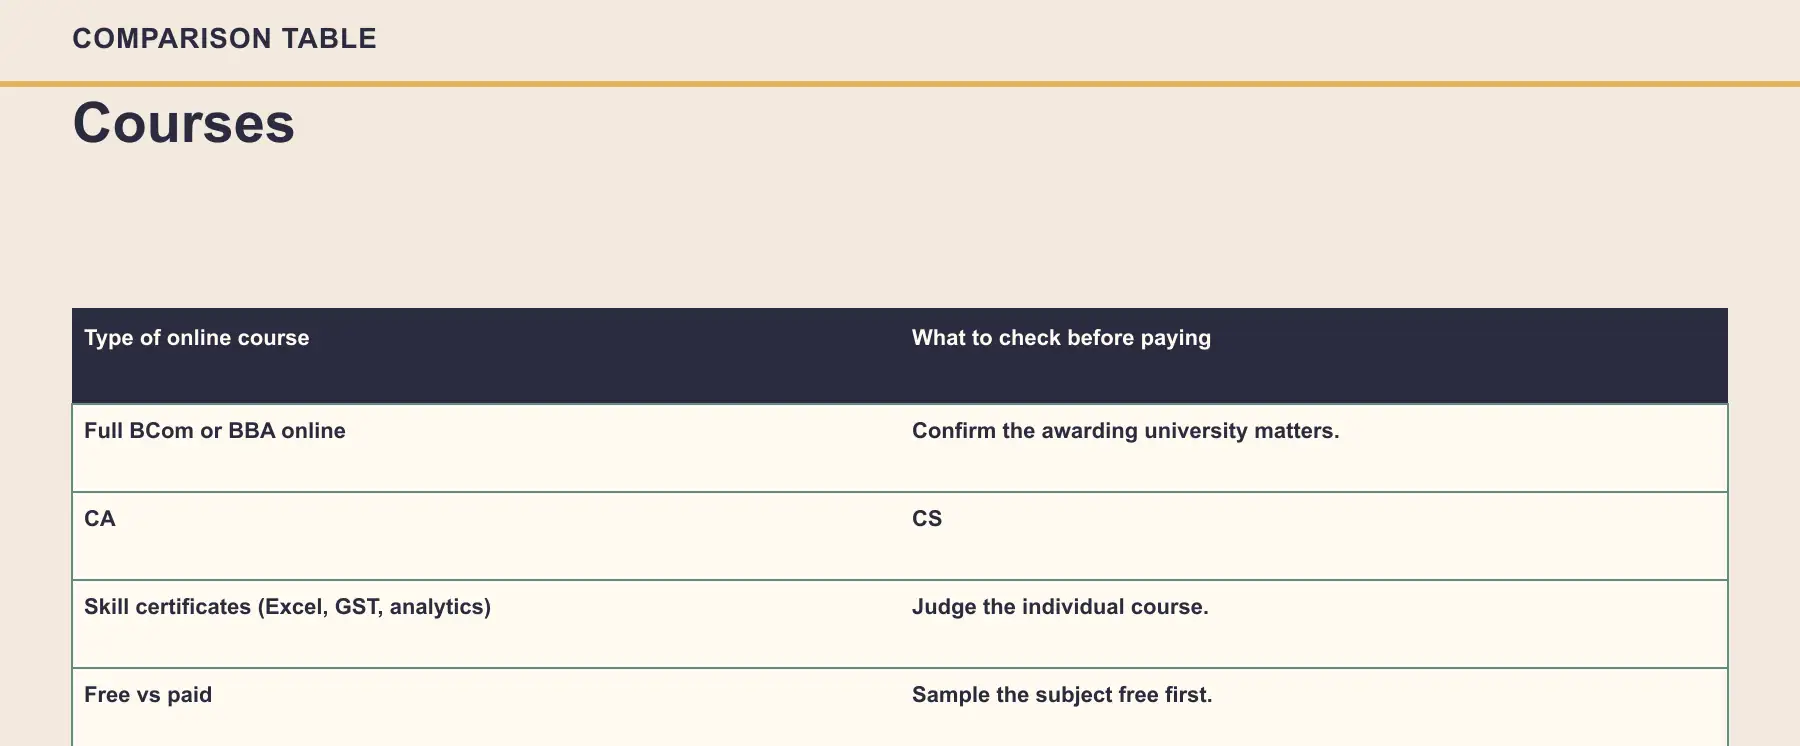 COMPARISON TABLE
Courses
Type of online course What to check before paying
Full BCom or BBA online Confirm the awarding university matters.
CA CS
Skill certificates (Excel, GST, analytics) Judge the individual course.
Free vs paid Sample the subject free first.